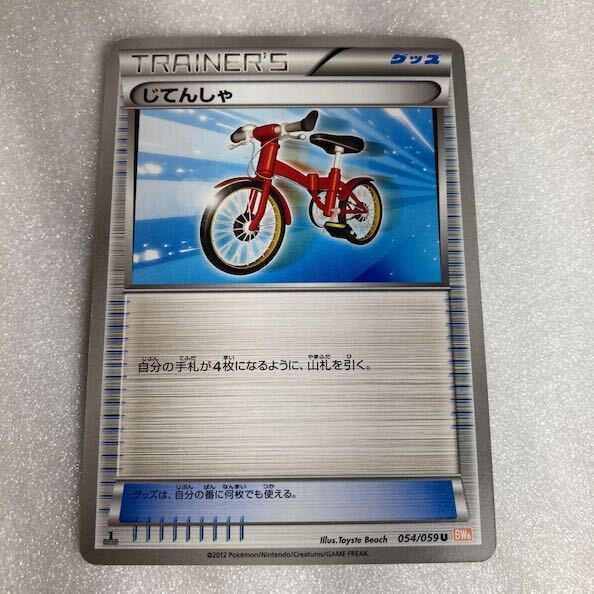 TRAINER'S グッズ
じてんしゃ
自分の手札が4枚になるように、山札を引く。
グッズは、自分の番に何枚でも使える。
Illus.Toyste Beach 054/059 U BW6
©2012 Pokémon/Nintendo/Creatures/GAME FREAK.